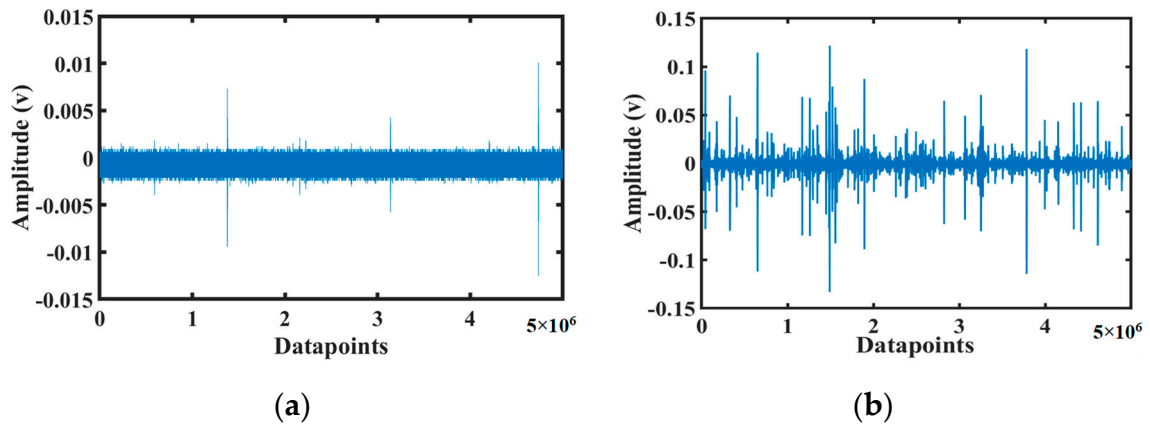 0.015
0.01
0.005
0
-0.005
-0.01
-0.015
Amplitude (v)
0 1 2 3 4 5×10⁶
Datapoints
(a)
0.15
0.1
0.05
0
-0.05
-0.1
-0.15
Amplitude (v)
0 1 2 3 4 5×10⁶
Datapoints
(b)